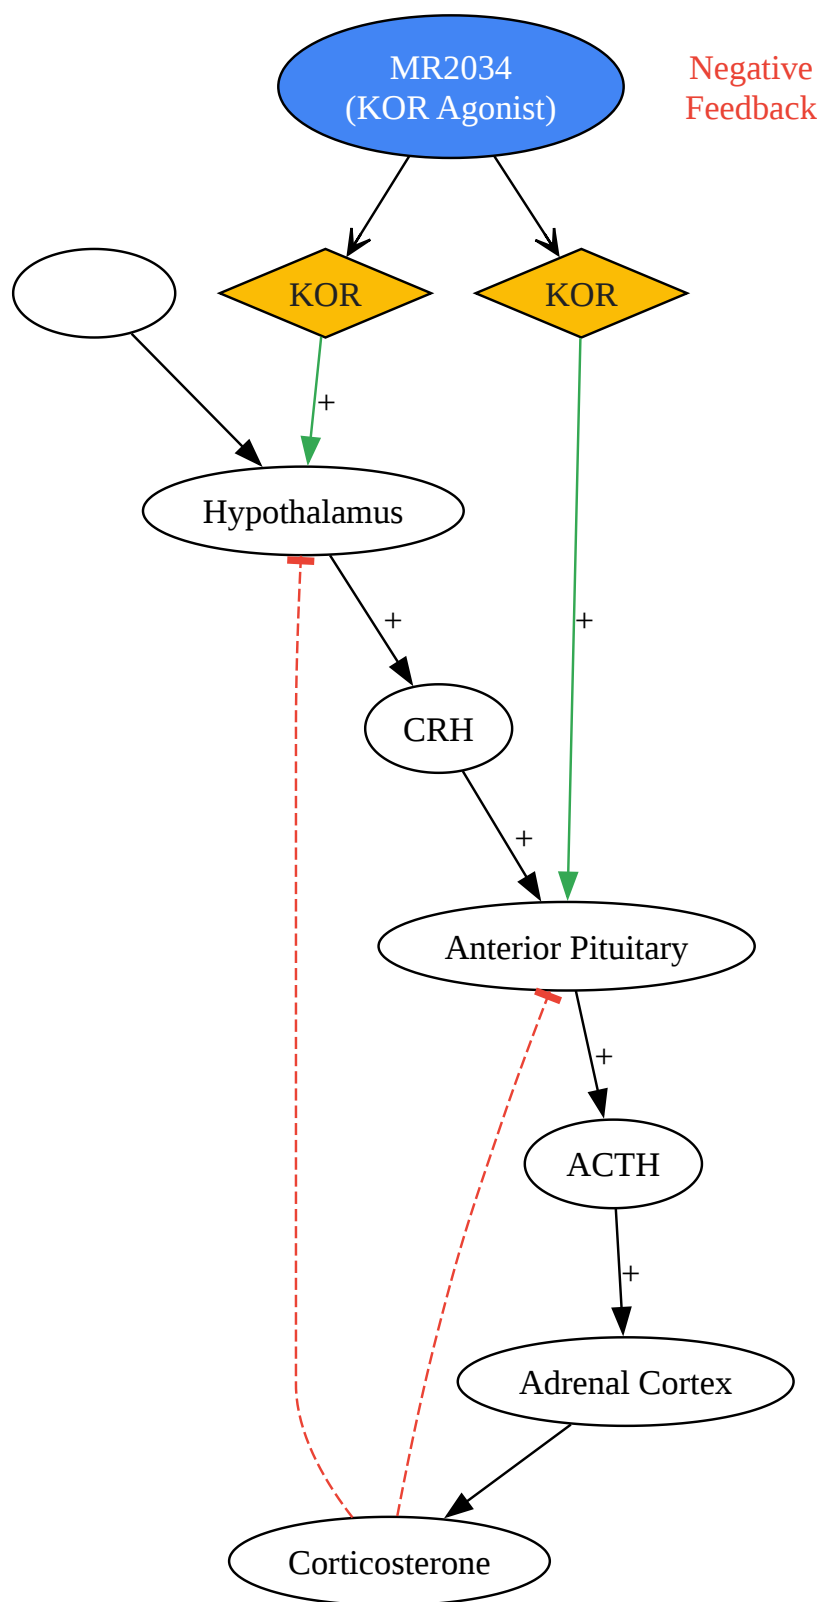 MR2034
(KOR Agonist)
Negative
Feedback
KOR
KOR
+
Hypothalamus
+
+
CRH
+
Anterior Pituitary
+
ACTH
+
Adrenal Cortex
Corticosterone